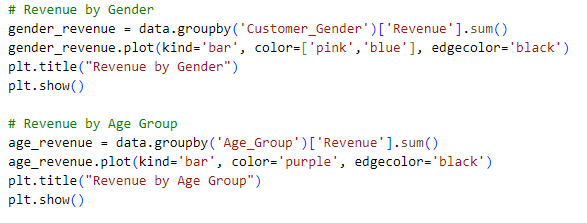 # Revenue by Gender
gender_revenue = data.groupby('Customer_Gender')['Revenue'].sum()
gender_revenue.plot(kind='bar', color=['pink','blue'], edgecolor='black')
plt.title("Revenue by Gender")
plt.show()

# Revenue by Age Group
age_revenue = data.groupby('Age_Group')['Revenue'].sum()
age_revenue.plot(kind='bar', color='purple', edgecolor='black')
plt.title("Revenue by Age Group")
plt.show()